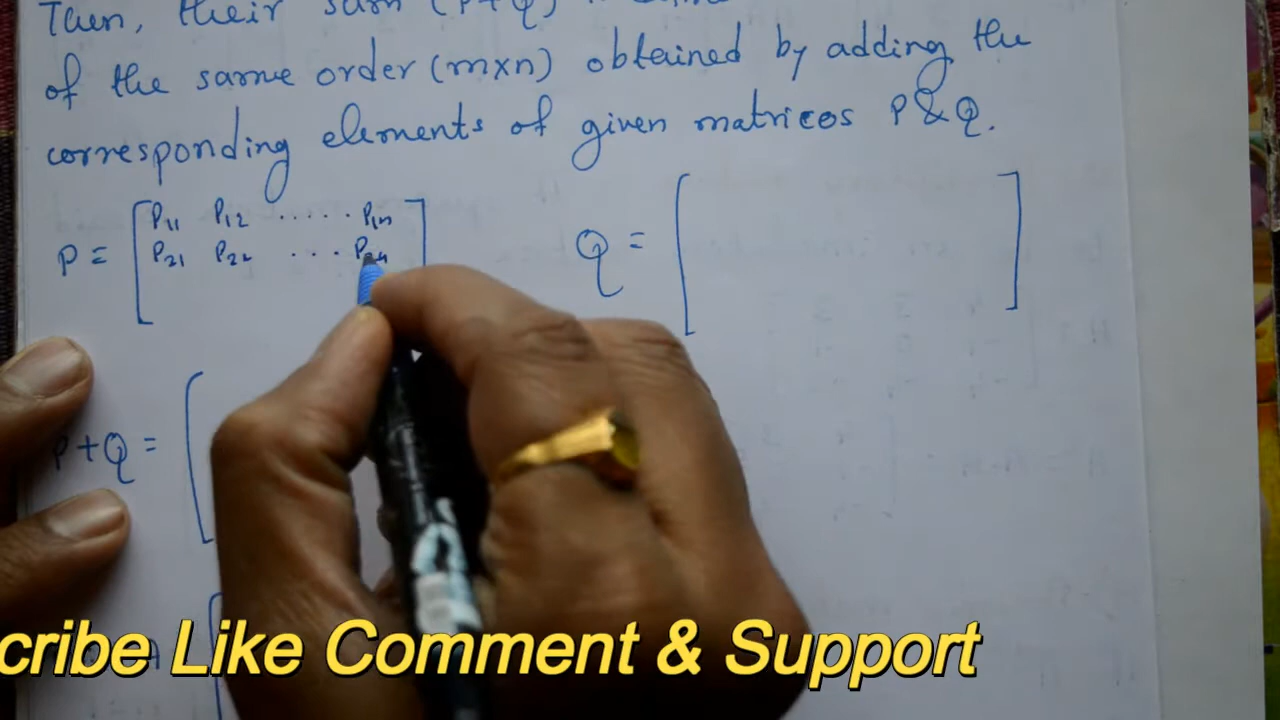 Then, their sum (P+Q)
of the same order (m×n) obtained by adding the
corresponding elements of given matrices P & Q.
P11 P12 ...... P1n
P = P21 P22 ... P2n
Q =
P+Q =
cribe Like Comment & Support